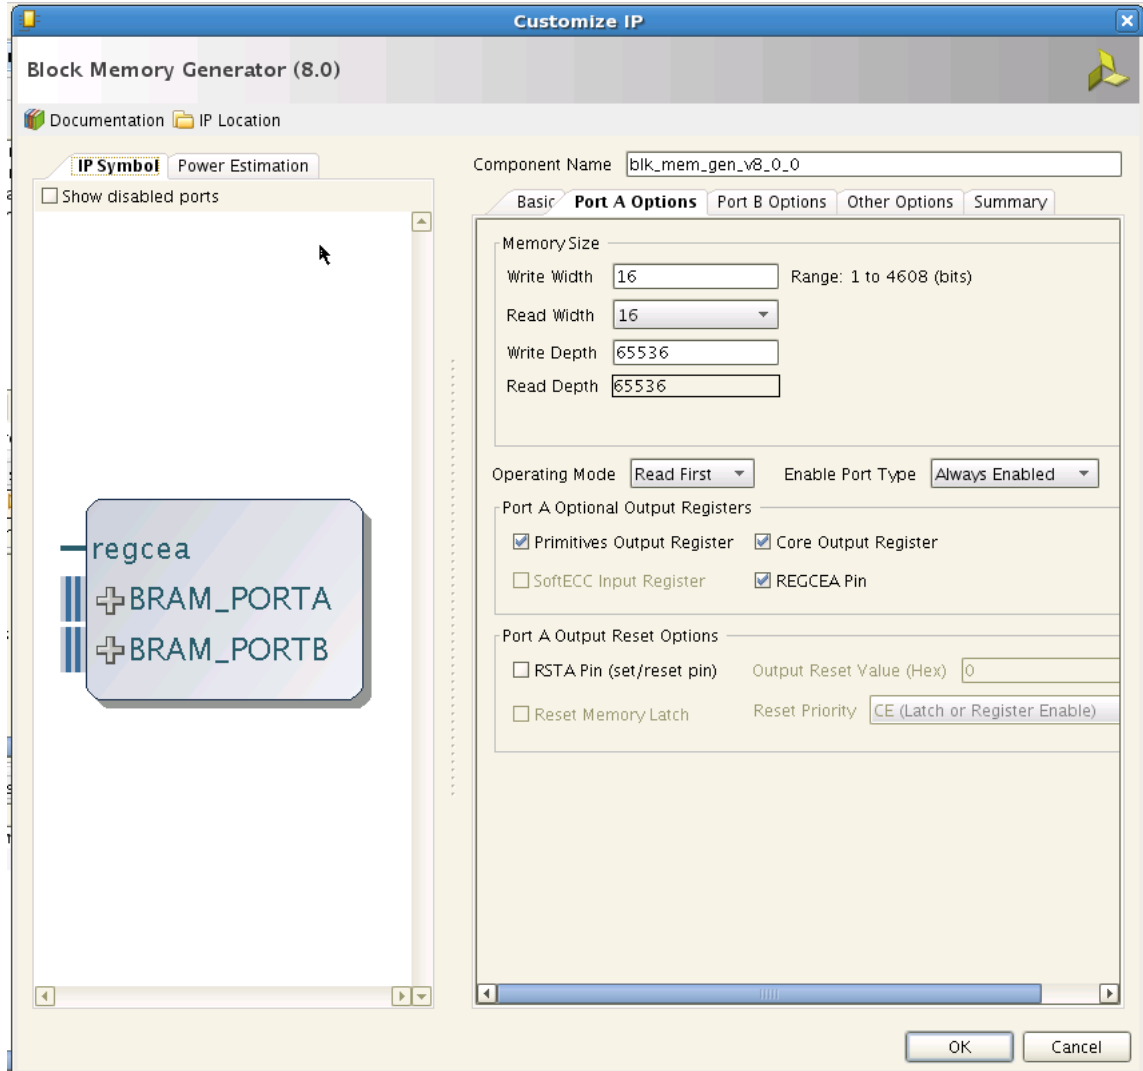 Customize IP
Block Memory Generator (8.0)
Documentation IP Location
IP Symbol Power Estimation
Show disabled ports
regcea
BRAM_PORTA
BRAM_PORTB
Component Name blk_mem_gen_v8_0_0
Basic Port A Options Port B Options Other Options Summary
Memory Size
Write Width 16 Range: 1 to 4608 (bits)
Read Width 16
Write Depth 65536
Read Depth 65536
Operating Mode Read First Enable Port Type Always Enabled
Port A Optional Output Registers
Primitives Output Register Core Output Register
SoftECC Input Register REGCEA Pin
Port A Output Reset Options
RSTA Pin (set/reset pin) Output Reset Value (Hex) 0
Reset Memory Latch Reset Priority CE (Latch or Register Enable)
OK Cancel